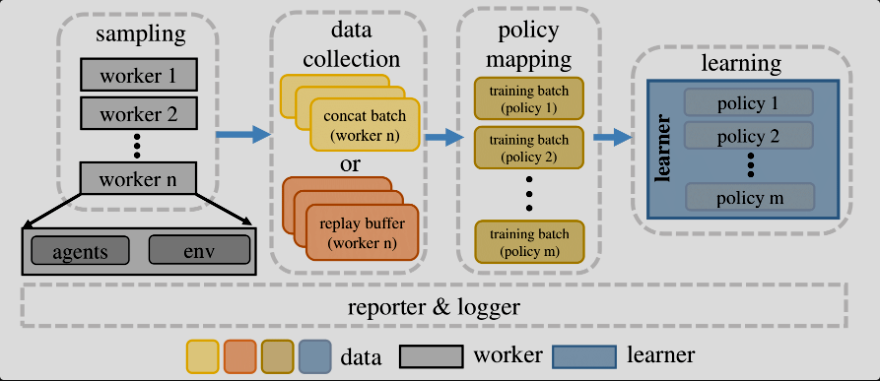 sampling
worker 1
worker 2
worker n
agents
env
data
collection
concat batch
(worker n)
or
replay buffer
(worker n)
policy
mapping
training batch
(policy 1)
training batch
(policy 2)
training batch
(policy m)
learning
learner
policy 1
policy 2
policy m
reporter & logger
data
worker
learner